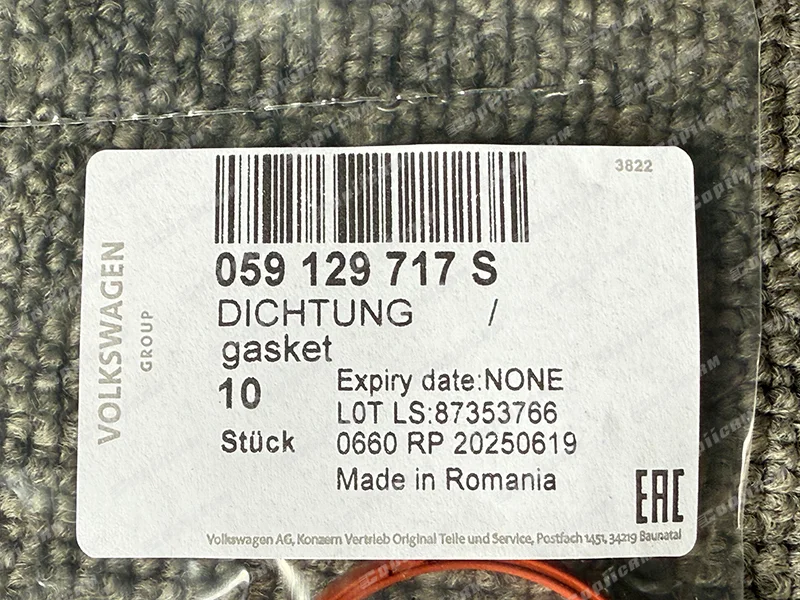 3822
059 129 717 S
DICHTUNG /
gasket
10
Stück
Expiry date:NONE
LOT LS:87353766
0660 RP 20250619
Made in Romania
EAC
VOLKSWAGEN
GROUP
Volkswagen AG, Konzern Vertrieb Original Teile und Service, Postfach 1451, 34219 Baunatal